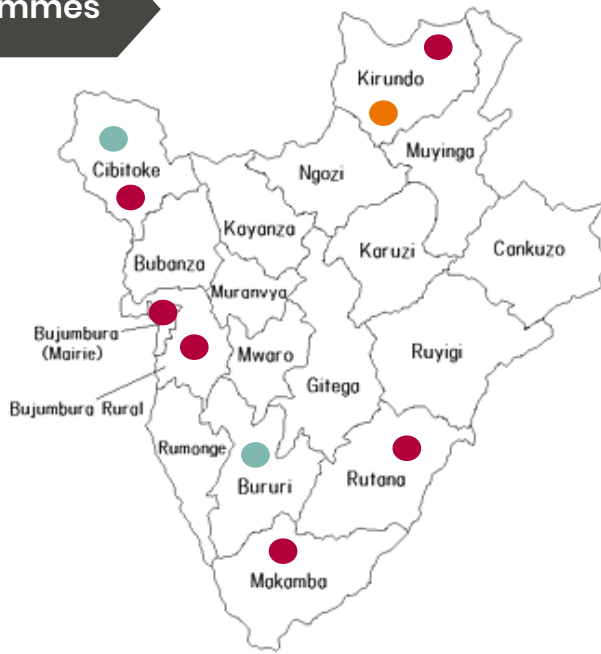 ommes
Kirundo
Muyinga
Ngozi
Cibitoke
Kayanza
Karuzi
Cankuzo
Bubanza
Muranvya
Bujumbura
(Mairie)
Mwaro
Ruyigi
Gitega
Bujumbura Rural
Rumonge
Bururi
Rutana
Makamba